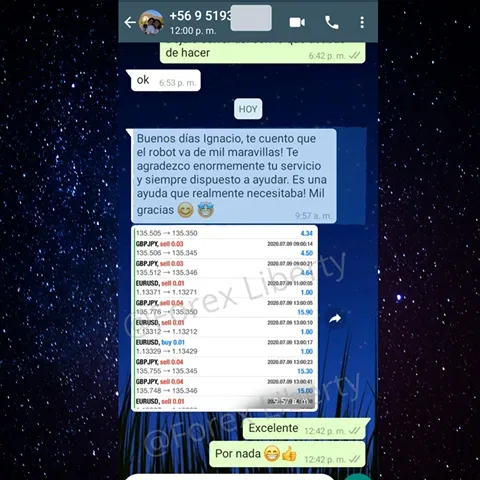 +56 9 5193
12:00 p. m.
de hacer
6:42 p. m.
ok
6:53 p. m.
HOY
Buenos días Ignacio, te cuento que
el robot va de mil maravillas! Te
agradezco enormemente tu servicio
y siempre dispuesto a ayudar. Es una
ayuda que realmente necesitaba! Mil
gracias 😊 🤩
9:57 a. m.
135.505 → 135.350 4.34
GBPJPY, sell 0.03 2020.07.09 09:00:14
135.506 → 135.345 4.50
GBPJPY, sell 0.03 2020.07.09 09:00:21
135.512 → 135.346 4.64
EURUSD, sell 0.01 2020.07.09 11:00:05
1.13371 → 1.13271 1.00
GBPJPY, sell 0.04 2020.07.09 13:00:05
135.776 → 135.350 15.90
EURUSD, sell 0.01 2020.07.09 13:00:10
1.13312 → 1.13212 1.00
EURUSD, buy 0.01 2020.07.09 13:00:17
1.13329 → 1.13429 1.00
GBPJPY, sell 0.04 2020.07.09 13:00:23
135.755 → 135.345 15.30
GBPJPY, sell 0.04 2020.07.09 13:00:41
135.748 → 135.346 15.00
EURUSD, sell 0.01
9:57 a. m.
@Forex Liberty
@Forex Liberty
Excelente
12:42 p. m.
Por nada 😁👍
12:42 p. m.